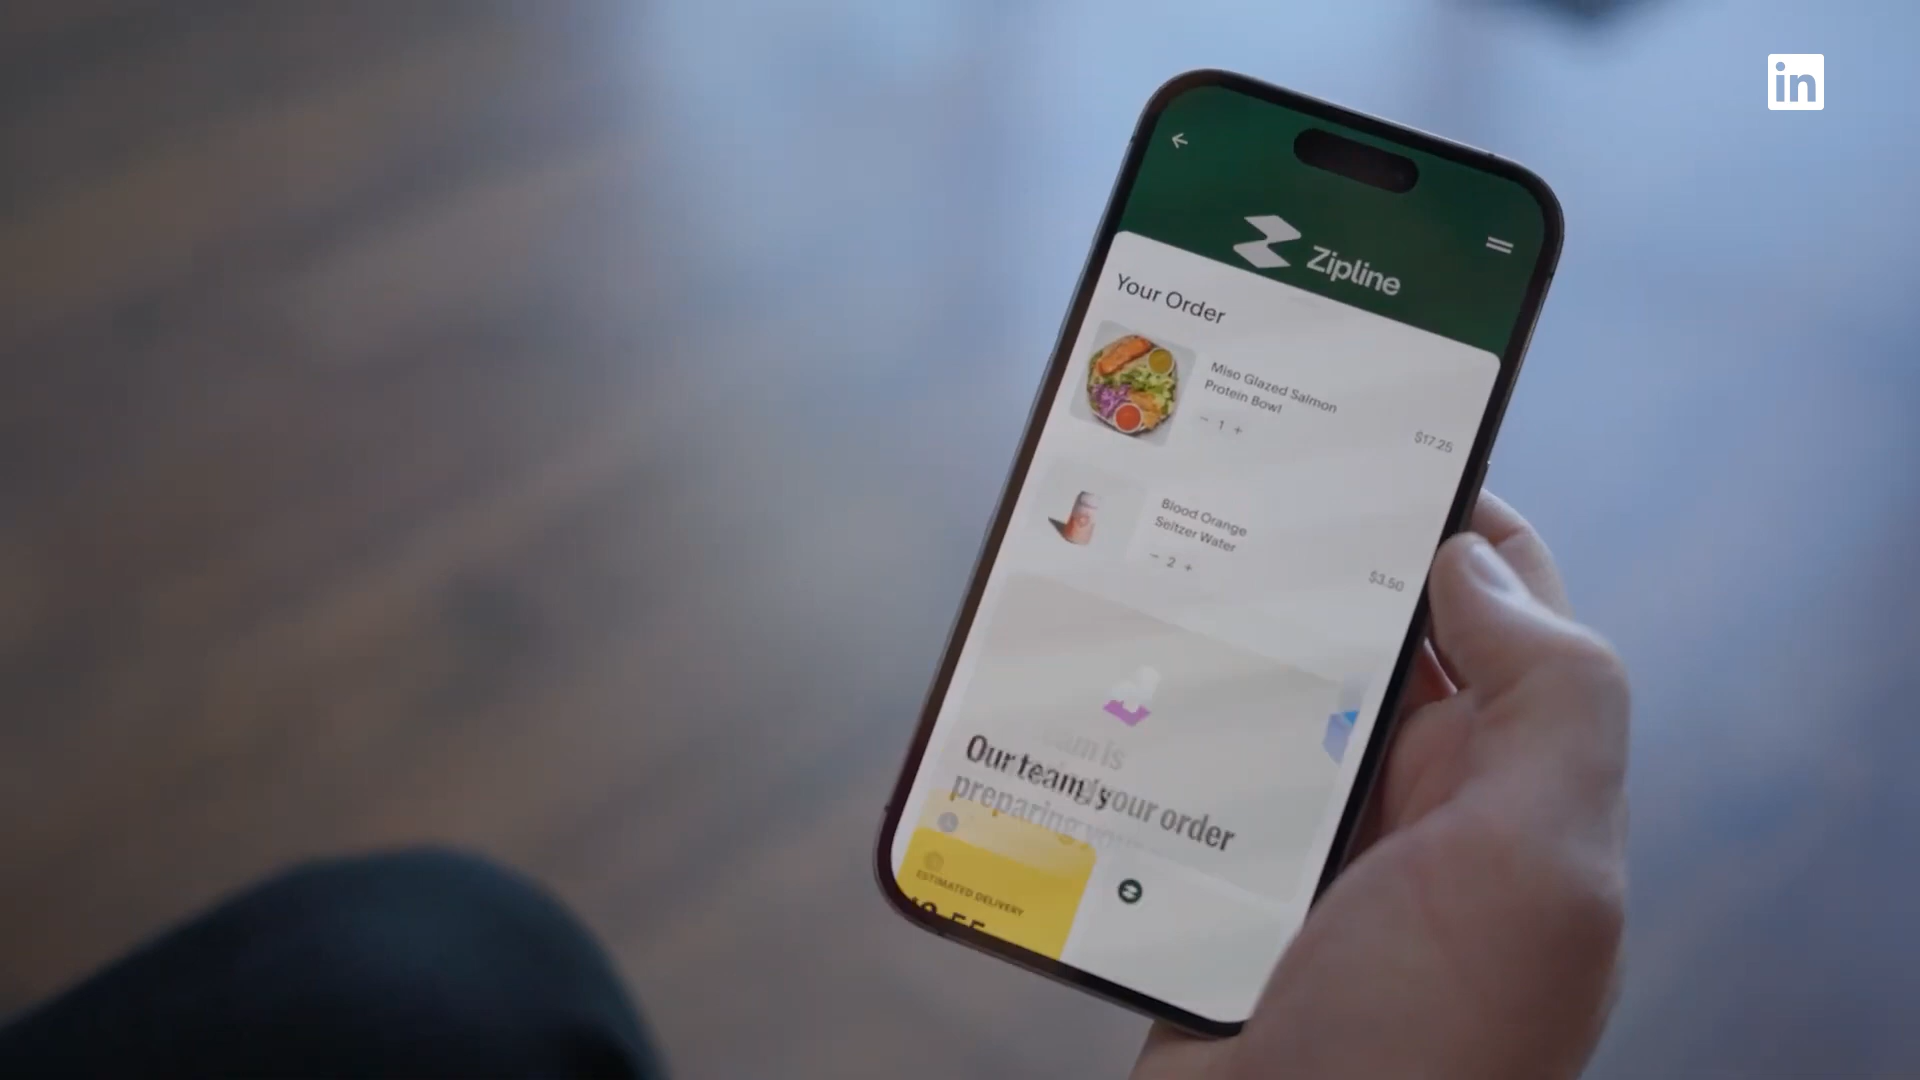 in
Zipline
Your Order
Miso Glazed Salmon
Protein Bowl
− 1 +
$17.25
Blood Orange
Seltzer Water
− 2 +
$3.50
Our team's
your order
preparing
ESTIMATED DELIVERY